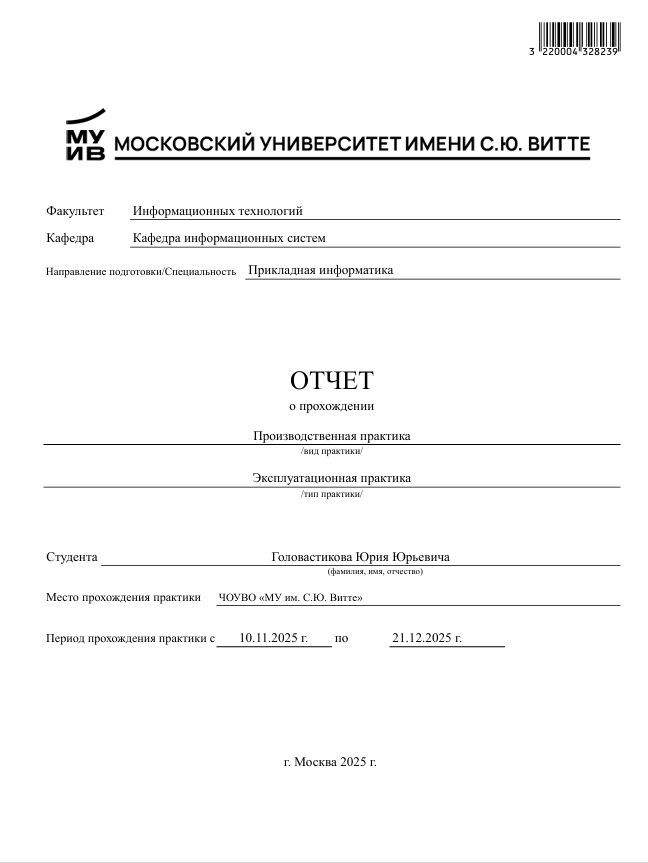 3 220004 328239
МУ
ИВ
МОСКОВСКИЙ УНИВЕРСИТЕТ ИМЕНИ С.Ю. ВИТТЕ
Факультет Информационных технологий
Кафедра Кафедра информационных систем
Направление подготовки/Специальность Прикладная информатика
ОТЧЕТ
о прохождении
Производственная практика
/вид практики/
Эксплуатационная практика
/тип практики/
Студента Головастикова Юрия Юрьевича
(фамилия, имя, отчество)
Место прохождения практики ЧОУВО «МУ им. С.Ю. Витте»
Период прохождения практики с 10.11.2025 г. по 21.12.2025 г.
г. Москва 2025 г.